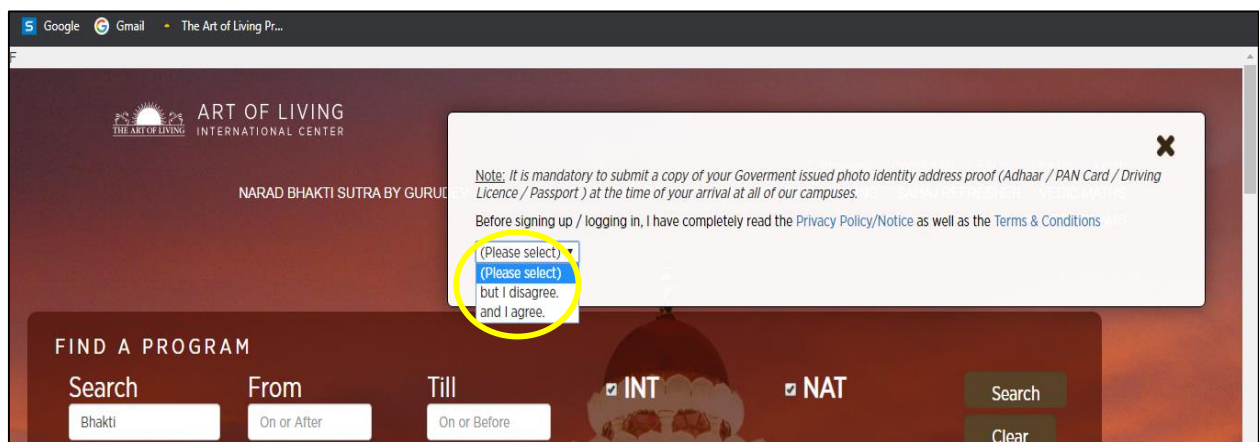 Google Gmail The Art of Living Pr...
F
ART OF LIVING
THE ART OF LIVING INTERNATIONAL CENTER
NARAD BHAKTI SUTRA BY GURUDEV
Note: It is mandatory to submit a copy of your Goverment issued photo identity address proof (Adhaar / PAN Card / Driving
Licence / Passport ) at the time of your arrival at all of our campuses.
Before signing up / logging in, I have completely read the Privacy Policy/Notice as well as the Terms & Conditions
(Please select)
(Please select)
but I disagree.
and I agree.
FIND A PROGRAM
Search From Till INT NAT Search
Bhakti On or After On or Before Clear